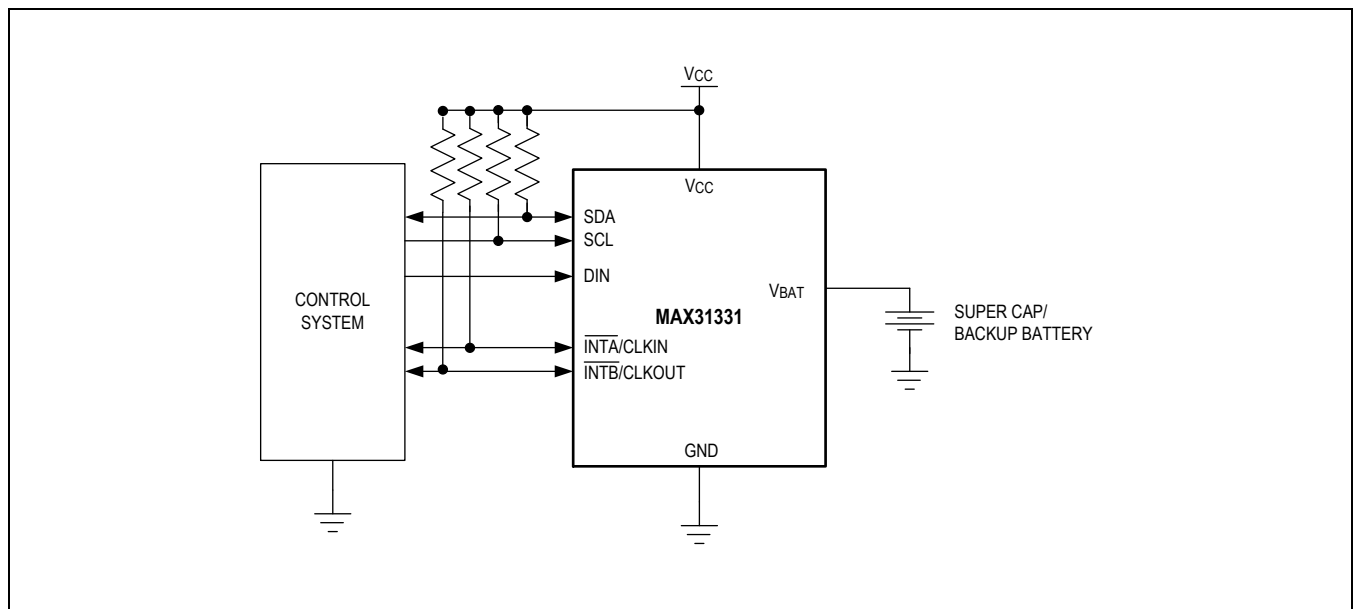 VCC
VCC
SDA
SCL
DIN
CONTROL
SYSTEM
VBAT
MAX31331
SUPER CAP/
BACKUP BATTERY
INTA/CLKIN
INTB/CLKOUT
GND